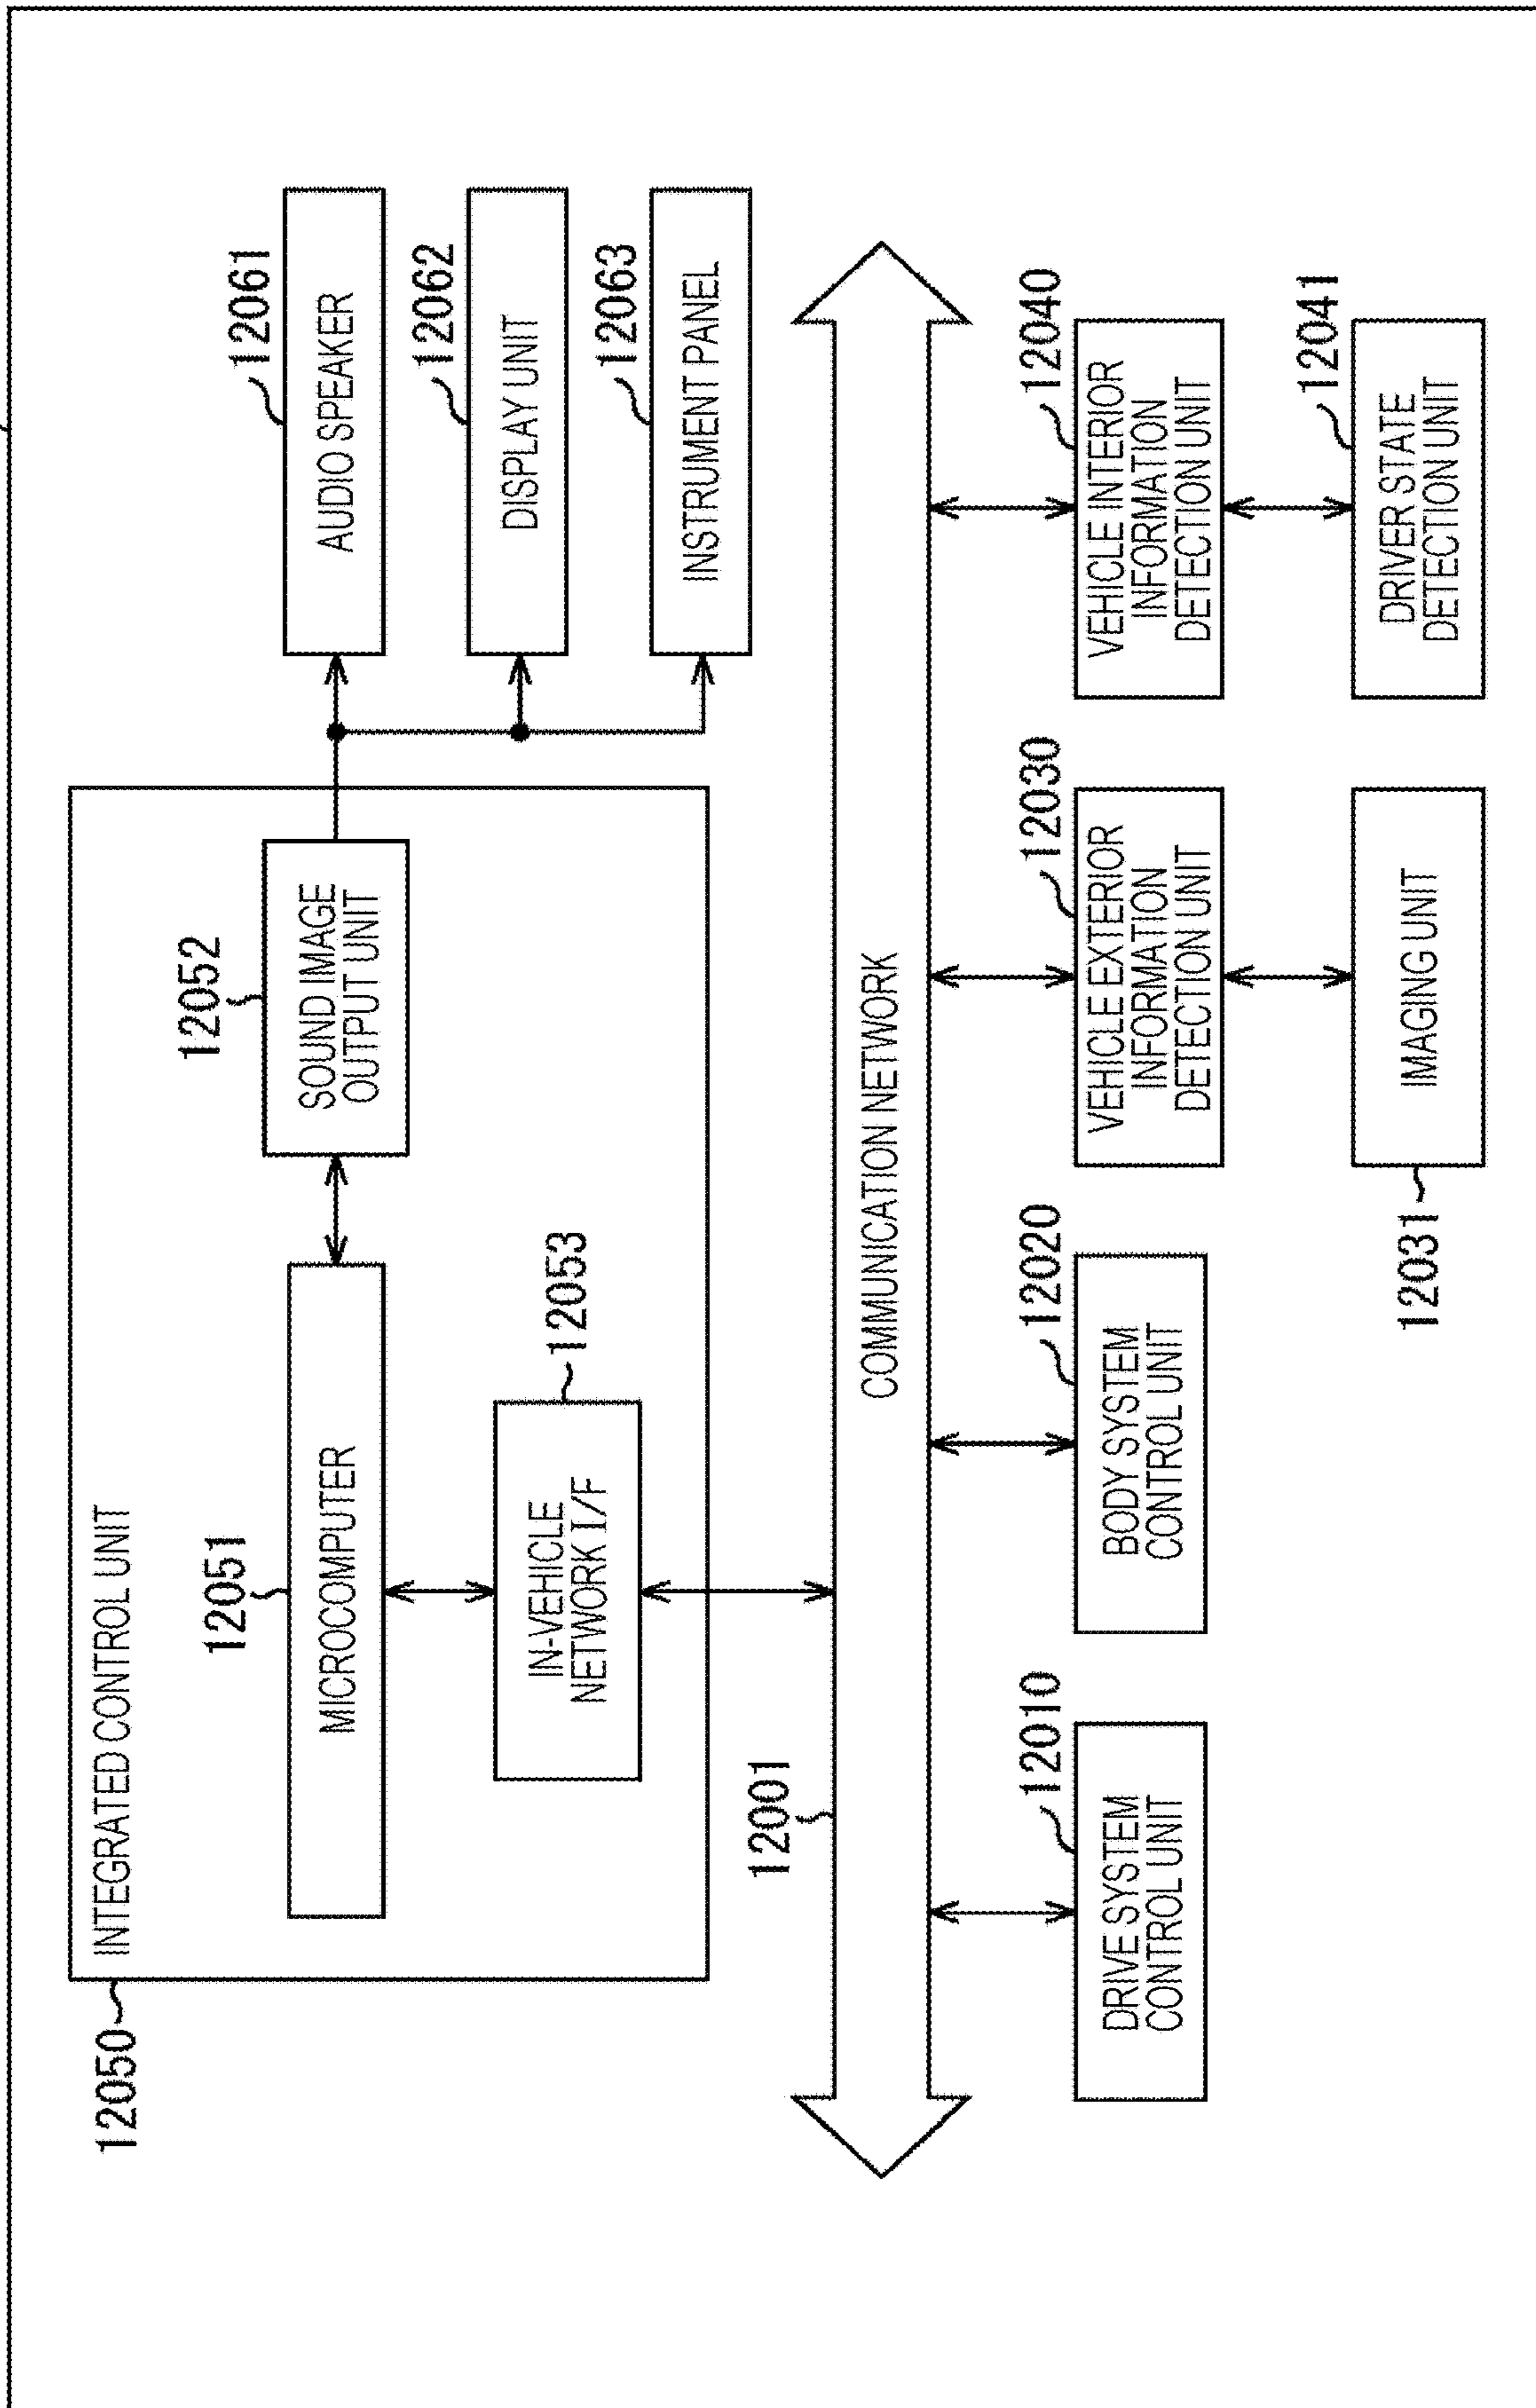 INTEGRATED CONTROL UNIT
12050
12051
MICROCOMPUTER
12052
SOUND IMAGE
OUTPUT UNIT
12053
IN-VEHICLE
NETWORK I/F
12061
AUDIO SPEAKER
12062
DISPLAY UNIT
12063
INSTRUMENT PANEL
12001
COMMUNICATION NETWORK
12010
DRIVE SYSTEM
CONTROL UNIT
12020
BODY SYSTEM
CONTROL UNIT
12030
VEHICLE EXTERIOR
INFORMATION
DETECTION UNIT
12040
VEHICLE INTERIOR
INFORMATION
DETECTION UNIT
12031
IMAGING UNIT
12041
DRIVER STATE
DETECTION UNIT